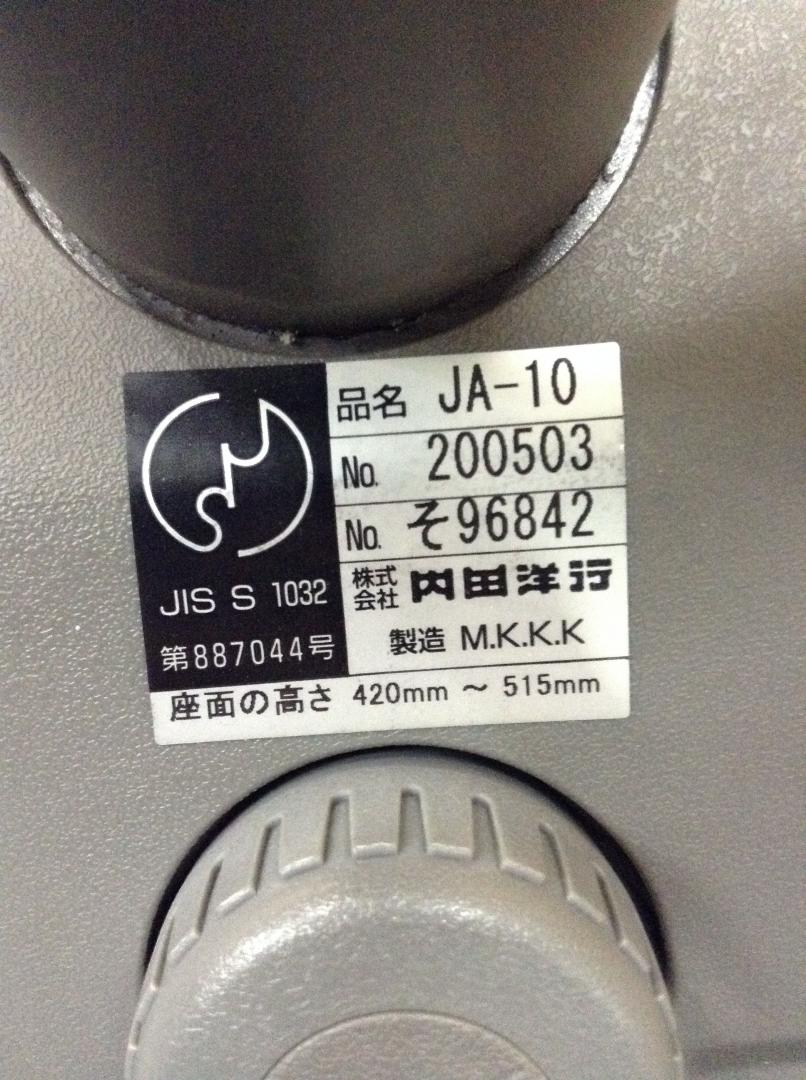 品名 JA-10
No. 200503
No. そ96842
株式会社 内田洋行
製造 M.K.K.K
JIS S 1032
第887044号
座面の高さ 420mm ~ 515mm